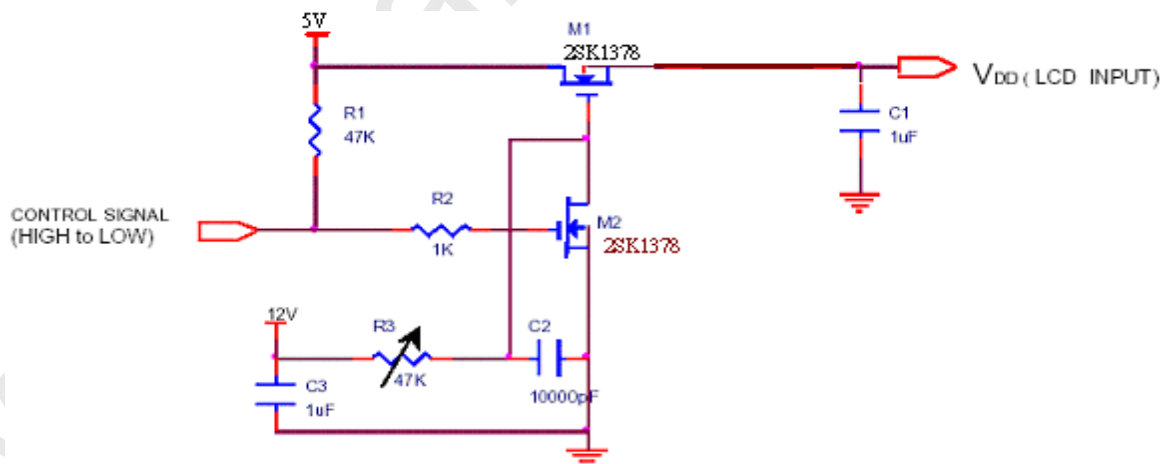 5V
M1
2SK1378
VDD ( LCD INPUT)
R1
47K
C1
1uF
CONTROL SIGNAL
(HIGH to LOW)
R2
1K
M2
2SK1378
12V
R3
47K
C2
10000pF
C3
1uF